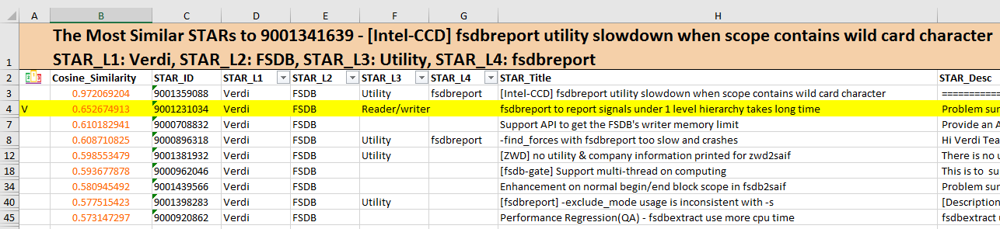 A B C D E F G H
1 The Most Similar STARs to 9001341639 - [Intel-CCD] fsdbreport utility slowdown when scope contains wild card character
STAR_L1: Verdi, STAR_L2: FSDB, STAR_L3: Utility, STAR_L4: fsdbreport
2 Cosine_Similarity STAR_ID STAR_L1 STAR_L2 STAR_L3 STAR_L4 STAR_Title STAR_Desc
3 0.972069204 9001359088 Verdi FSDB Utility fsdbreport [Intel-CCD] fsdbreport utility slowdown when scope contains wild card character ===========
4 V 0.652674913 9001231034 Verdi FSDB Reader/writer fsdbreport to report signals under 1 level hierarchy takes long time Problem sur
7 0.610182941 9000708832 Verdi FSDB Support API to get the FSDB's writer memory limit Provide an A
8 0.608710825 9000896318 Verdi FSDB Utility fsdbreport -find_forces with fsdbreport too slow and crashes Hi Verdi Tea
12 0.598553479 9001381932 Verdi FSDB Utility [ZWD] no utility & company information printed for zwd2saif There is no u
18 0.593677878 9000962046 Verdi FSDB [fsdb-gate] Support multi-thread on computing This is to su
34 0.580945492 9001439566 Verdi FSDB Enhancement on normal begin/end block scope in fsdb2saif Problem sur
40 0.577515423 9001398283 Verdi FSDB Utility [fsdbreport] -exclude_mode usage is inconsistent with -s [Description
45 0.573147297 9000920862 Verdi FSDB Performance Regression(QA) - fsdbextract use more cpu time fsdbextract u